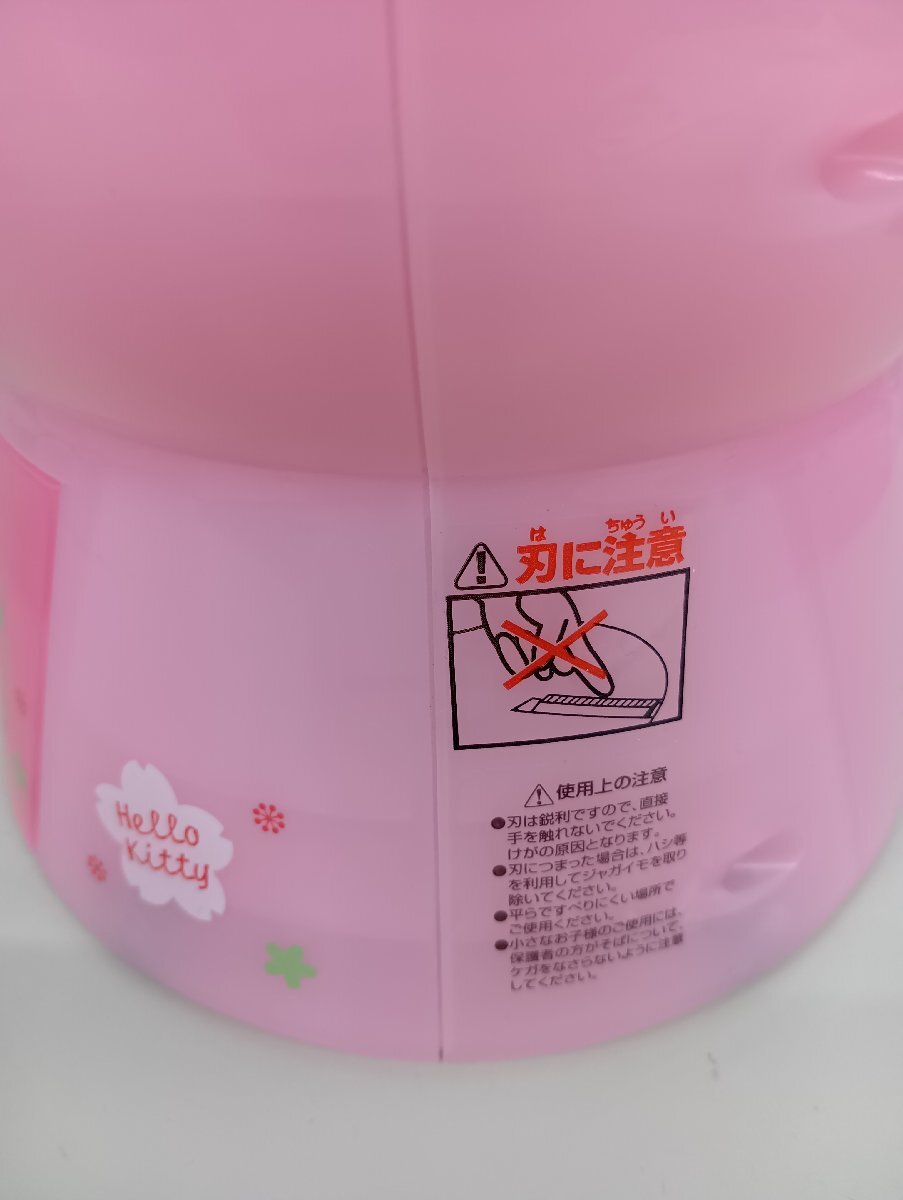 は ちゅう い
刃に注意
使用上の注意
●刃は鋭利ですので、直接
手を触れないでください。
けがの原因となります。
●刃につまった場合は、ハシ等
を利用してジャガイモを取り
除いてください。
●平らですべりにくい場所で
ご使用ください。
●小さなお子様のご使用には、
保護者の方がそばについて、
ケガをなさらないように注意
してください。
Hello
Kitty